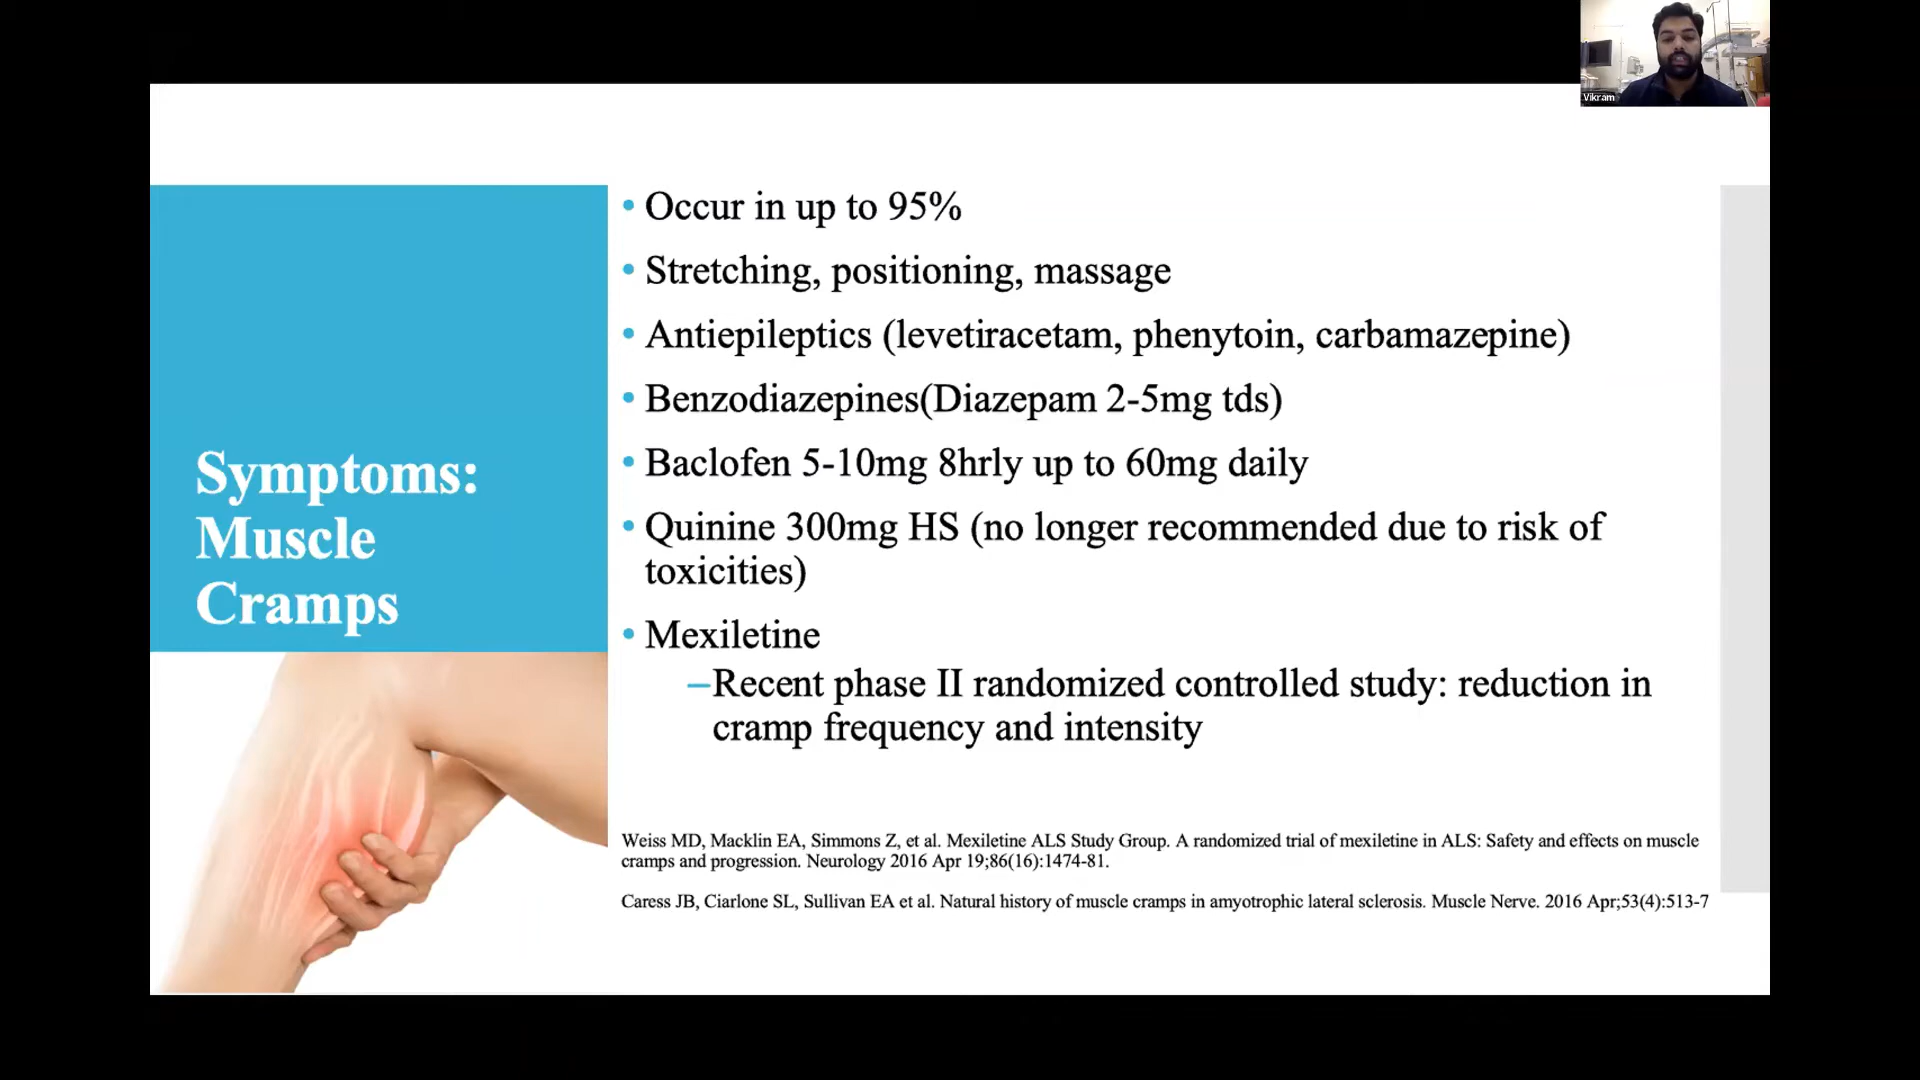 Vikram
Symptoms:
Muscle
Cramps
• Occur in up to 95%
• Stretching, positioning, massage
• Antiepileptics (levetiracetam, phenytoin, carbamazepine)
• Benzodiazepines(Diazepam 2-5mg tds)
• Baclofen 5-10mg 8hrly up to 60mg daily
• Quinine 300mg HS (no longer recommended due to risk of
toxicities)
• Mexiletine
–Recent phase II randomized controlled study: reduction in
cramp frequency and intensity
Weiss MD, Macklin EA, Simmons Z, et al. Mexiletine ALS Study Group. A randomized trial of mexiletine in ALS: Safety and effects on muscle
cramps and progression. Neurology 2016 Apr 19;86(16):1474-81.
Caress JB, Ciarlone SL, Sullivan EA et al. Natural history of muscle cramps in amyotrophic lateral sclerosis. Muscle Nerve. 2016 Apr;53(4):513-7